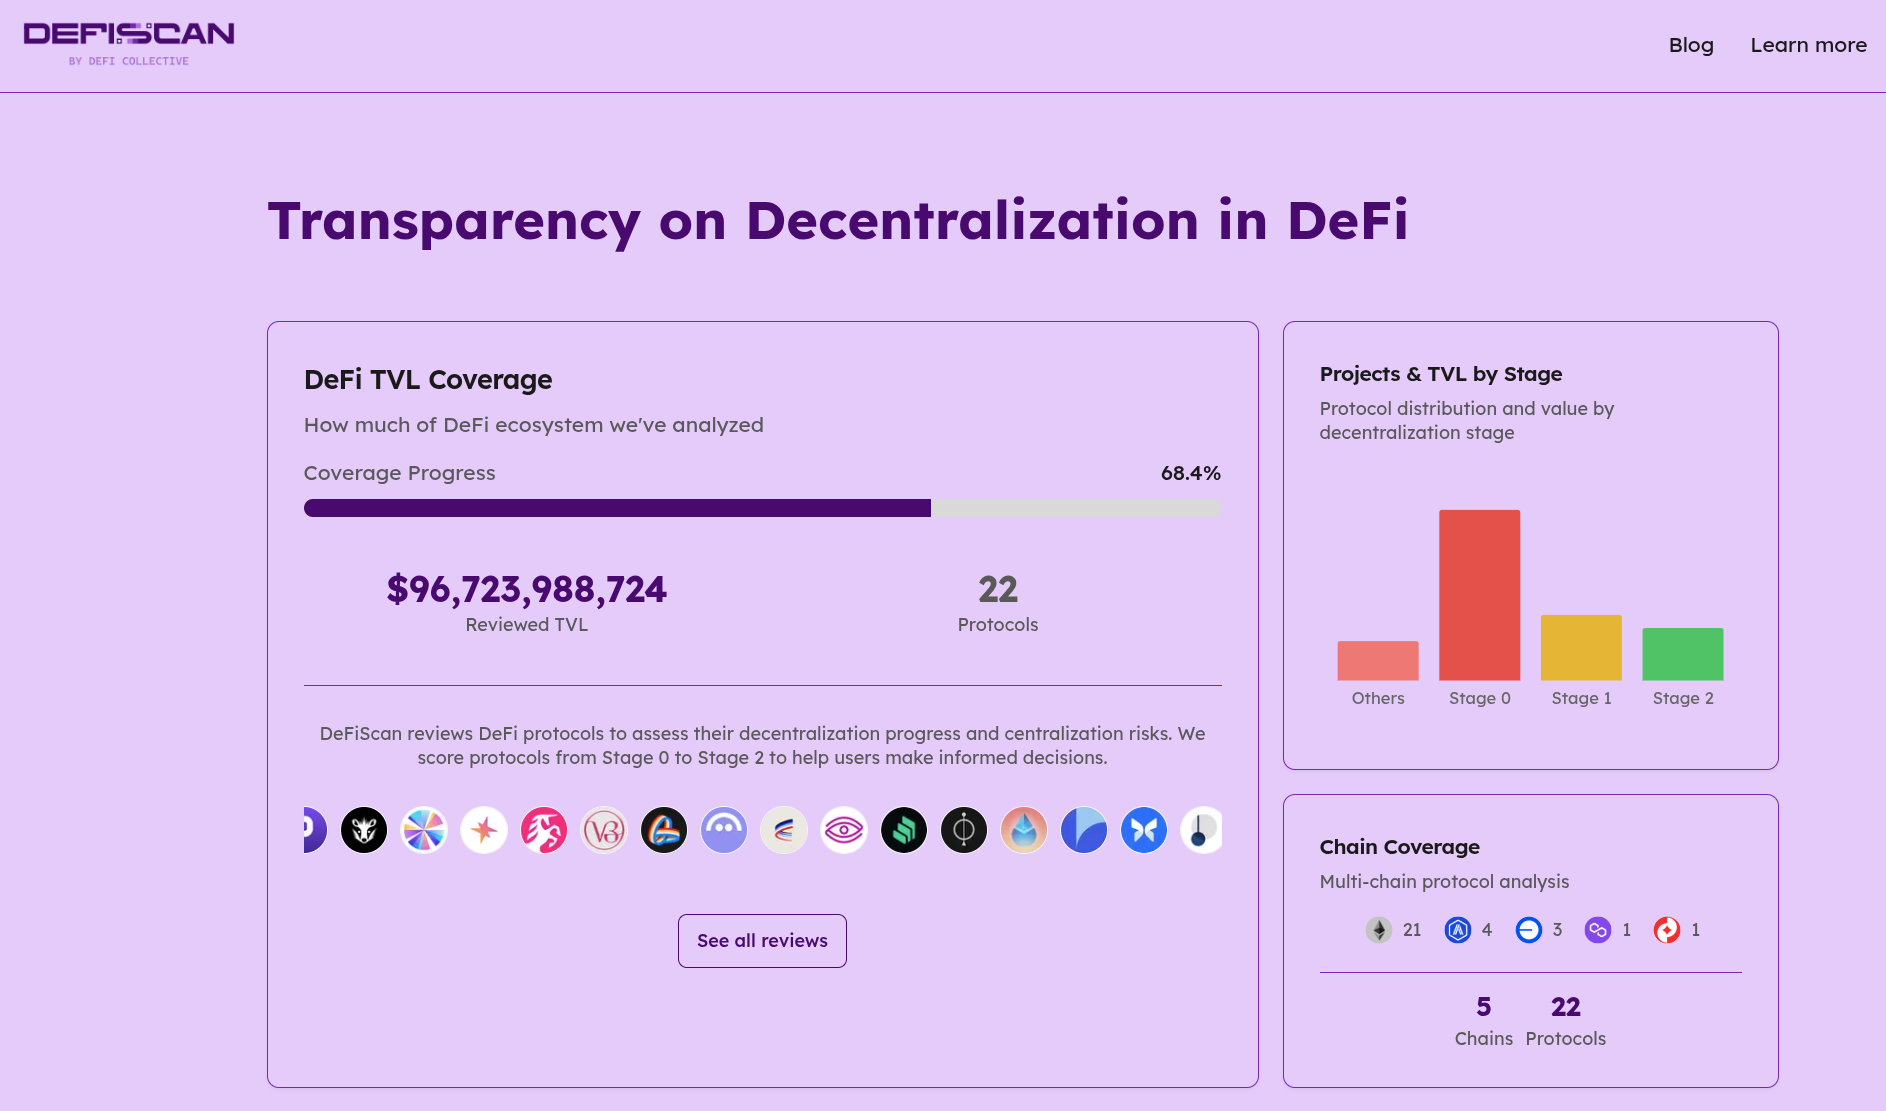 DEFISCAN
BY DEFI COLLECTIVE
Blog
Learn more
Transparency on Decentralization in DeFi
DeFi TVL Coverage
How much of DeFi ecosystem we've analyzed
Coverage Progress
68.4%
$96,723,988,724
Reviewed TVL
22
Protocols
DeFiScan reviews DeFi protocols to assess their decentralization progress and centralization risks. We
score protocols from Stage 0 to Stage 2 to help users make informed decisions.
See all reviews
Projects & TVL by Stage
Protocol distribution and value by
decentralization stage
Others
Stage 0
Stage 1
Stage 2
Chain Coverage
Multi-chain protocol analysis
21
4
3
1
1
5
Chains
22
Protocols